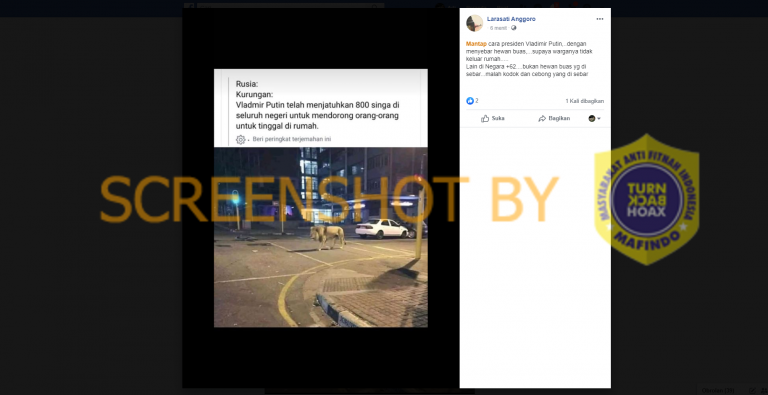 Larasati Anggoro
Mantap cara presiden Vladimir Putin, .dengan
menyebar hewan buas,...supaya warganya tidak
keluar rumah....
Lain di Negara +62....bukan hewan buas yg di
sebar...malah kodok dan cebong yang di sebar
2
1 Kali dibagikan
Suka
Bagikan
Rusia:
Kurungan:
Vladmir Putin telah menjatuhkan 800 singa di
seluruh negeri untuk mendorong orang-orang
untuk tinggal di rumah.
Beri peringkat terjemahan ini
SCREENSHOT BY
MASYARAKAT ANTI FITNAH INDONESIA
TURN
BACK
HOAX
MAFINDO